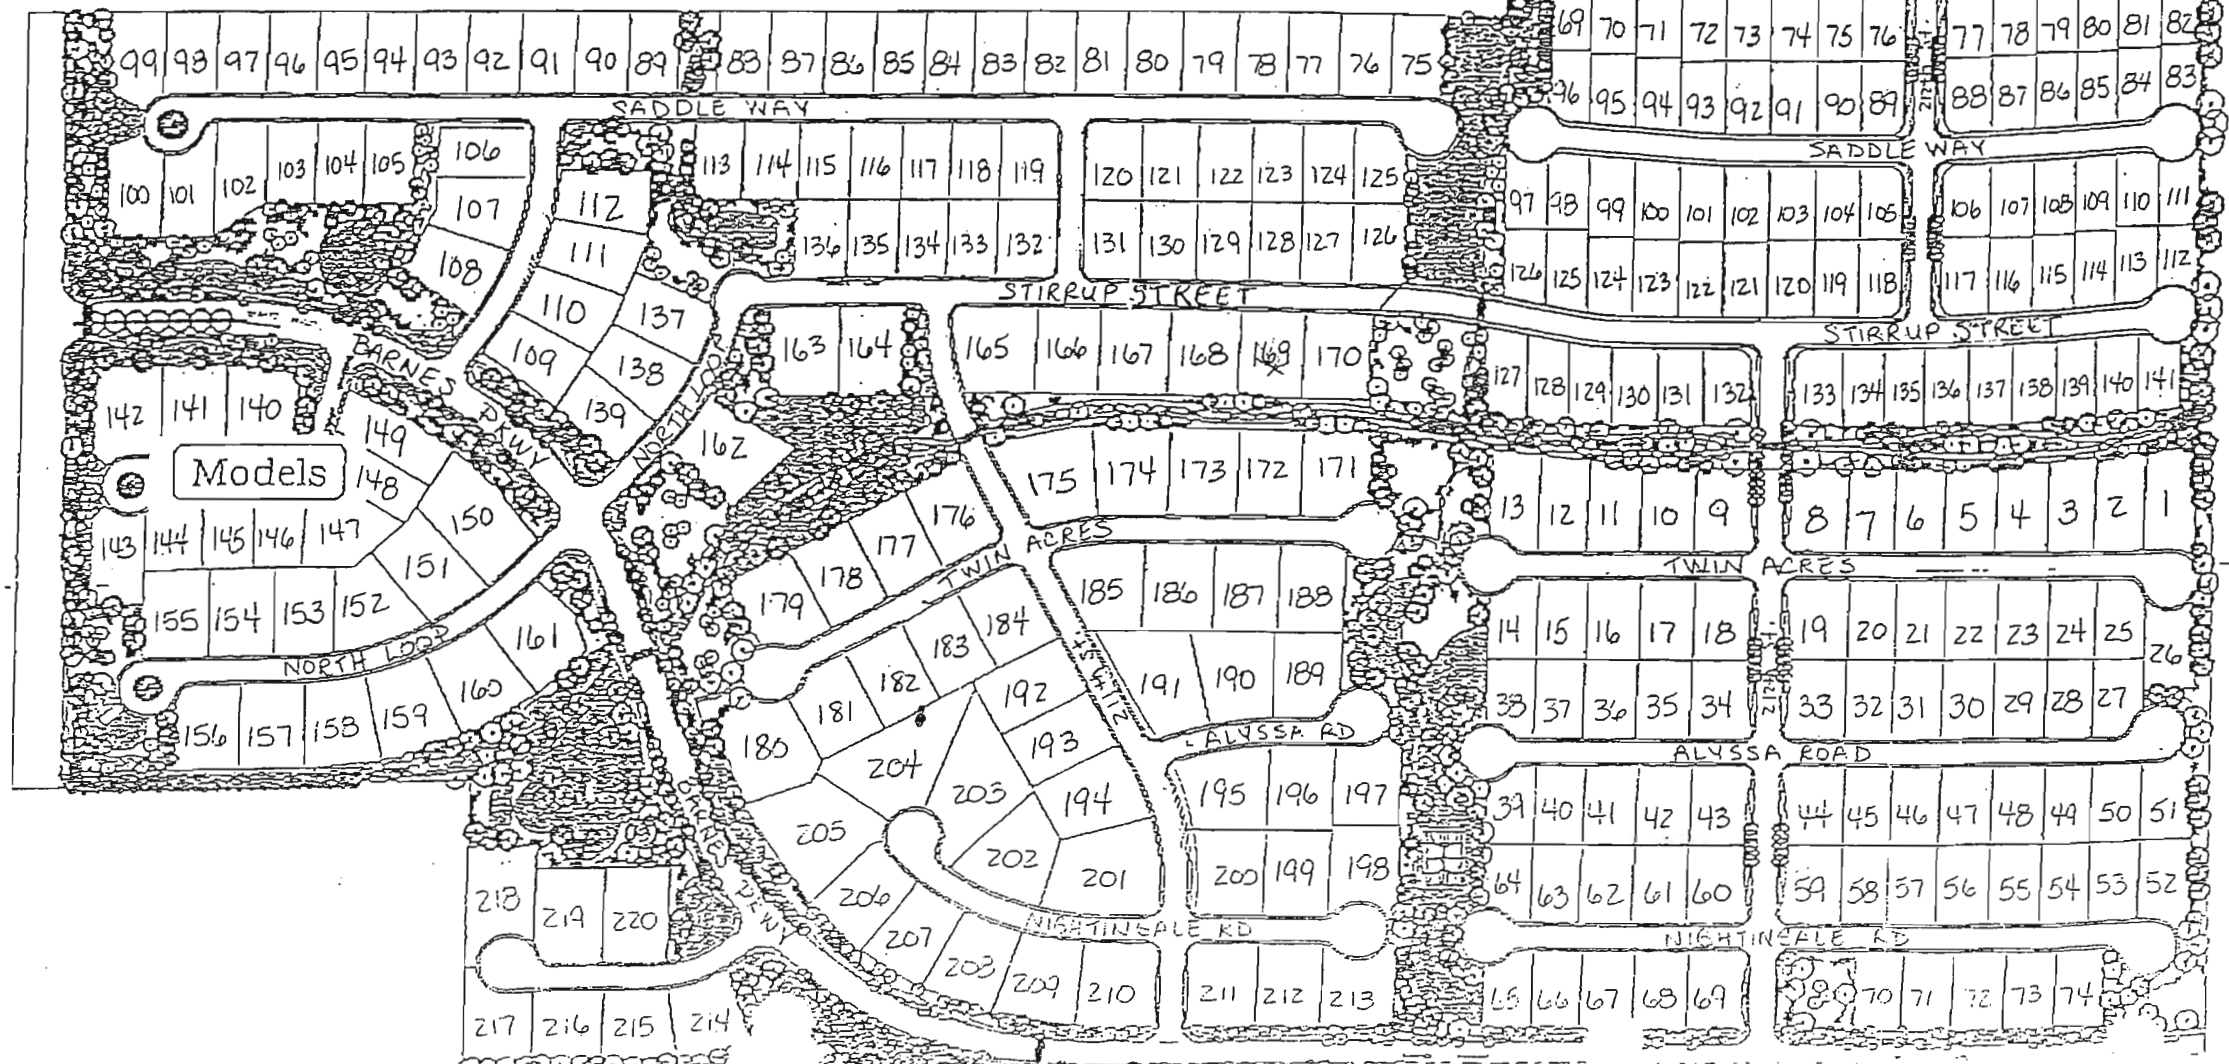 69 70 71 72 73 74 75 76 77 78 79 80 81 82
99 98 97 96 95 94 93 92 91 90 89 88 87 86 85 84 83 82 81 80 79 78 77 76 75
96 95 94 93 92 91 90 89 212th 88 87 86 85 84 83
SADDLE WAY
SADDLE WAY
100 101 102 103 104 105 106 113 114 115 116 117 118 119 120 121 122 123 124 125
97 98 99 100 101 102 103 104 105 106 107 108 109 110 111
107 112
108 111 136 135 134 133 132 131 130 129 128 127 126
126 125 124 123 122 121 120 119 118 117 116 115 114 113 112
STIRRUP STREET
STIRRUP STREET
110 137
109 138 163 164 165 166 167 168 169 170
BARNES PKWY
NORTH LOOP
127 128 129 130 131 132 133 134 135 136 137 138 139 140 141
142 141 140 149 139 162
Models
148 175 174 173 172 171
143 144 145 146 147 150 176
13 12 11 10 9 8 7 6 5 4 3 2 1
151 177
TWIN ACRES
TWIN ACRES
178 179
155 154 153 152 161 185 186 187 188
14 15 16 17 18 212th 19 20 21 22 23 24 25 26
184 183
NORTH LOOP
212th St
182 192 191 190 189
181
156 157 158 159 160
38 37 36 35 34 33 32 31 30 29 28 27
180 193
ALYSSA RD
ALYSSA ROAD
204 203 194 195 196 197
39 40 41 42 43 44 45 46 47 48 49 50 51
205 202 201 200 199 198
64 63 62 61 60 59 58 57 56 55 54 53 52
PKWY
218 219 220 206
NIGHTINGALE RD
NIGHTINGALE RD
207 208 209 210 211 212 213
65 66 67 68 69 70 71 72 73 74
217 216 215 214